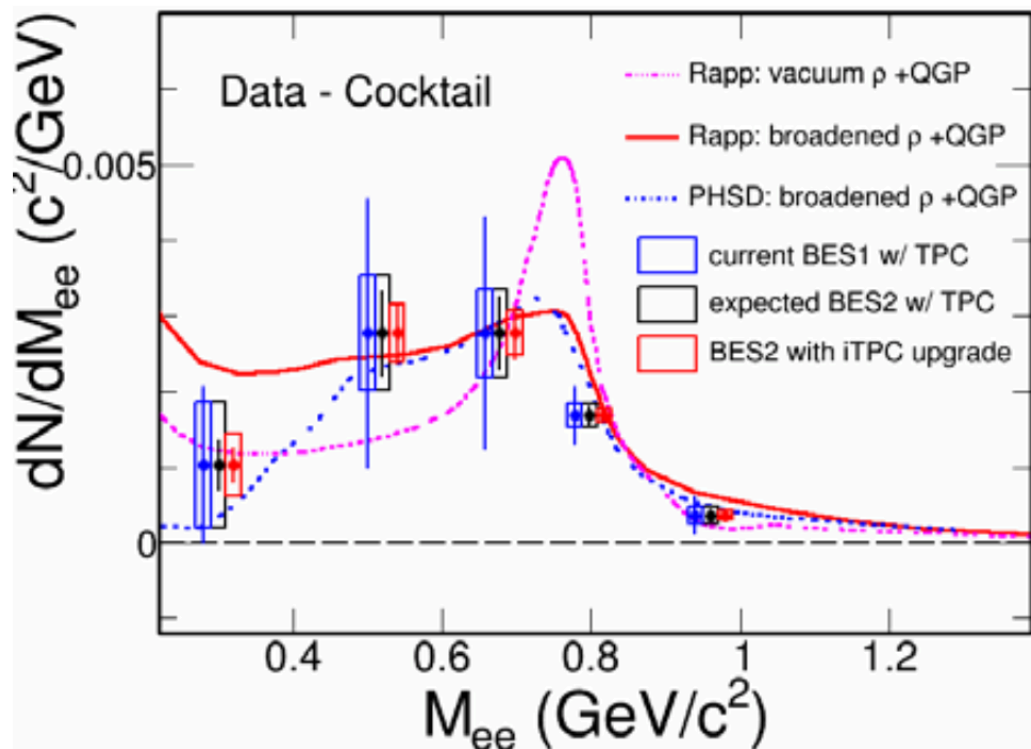 Data - Cocktail
Rapp: vacuum ρ +QGP
Rapp: broadened ρ +QGP
PHSD: broadened ρ +QGP
current BES1 w/ TPC
expected BES2 w/ TPC
BES2 with iTPC upgrade
dN/dMee (c²/GeV)
0.005
0
0.4 0.6 0.8 1 1.2
Mee (GeV/c²)